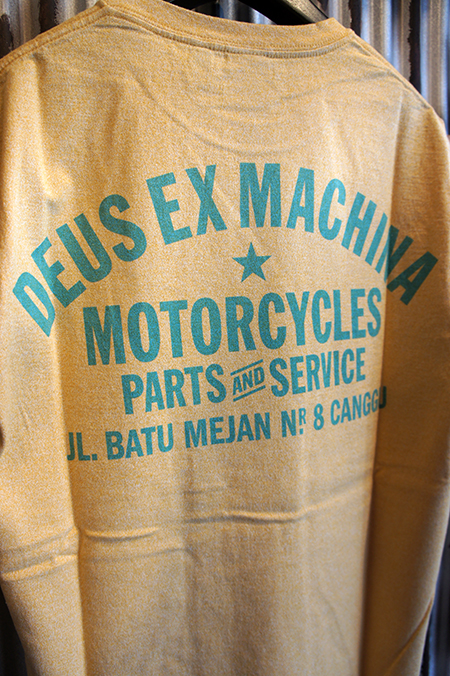 DEUS EX MACHINA
MOTORCYCLES
PARTS AND SERVICE
JL. BATU MEJAN NR. 8 CANGGU